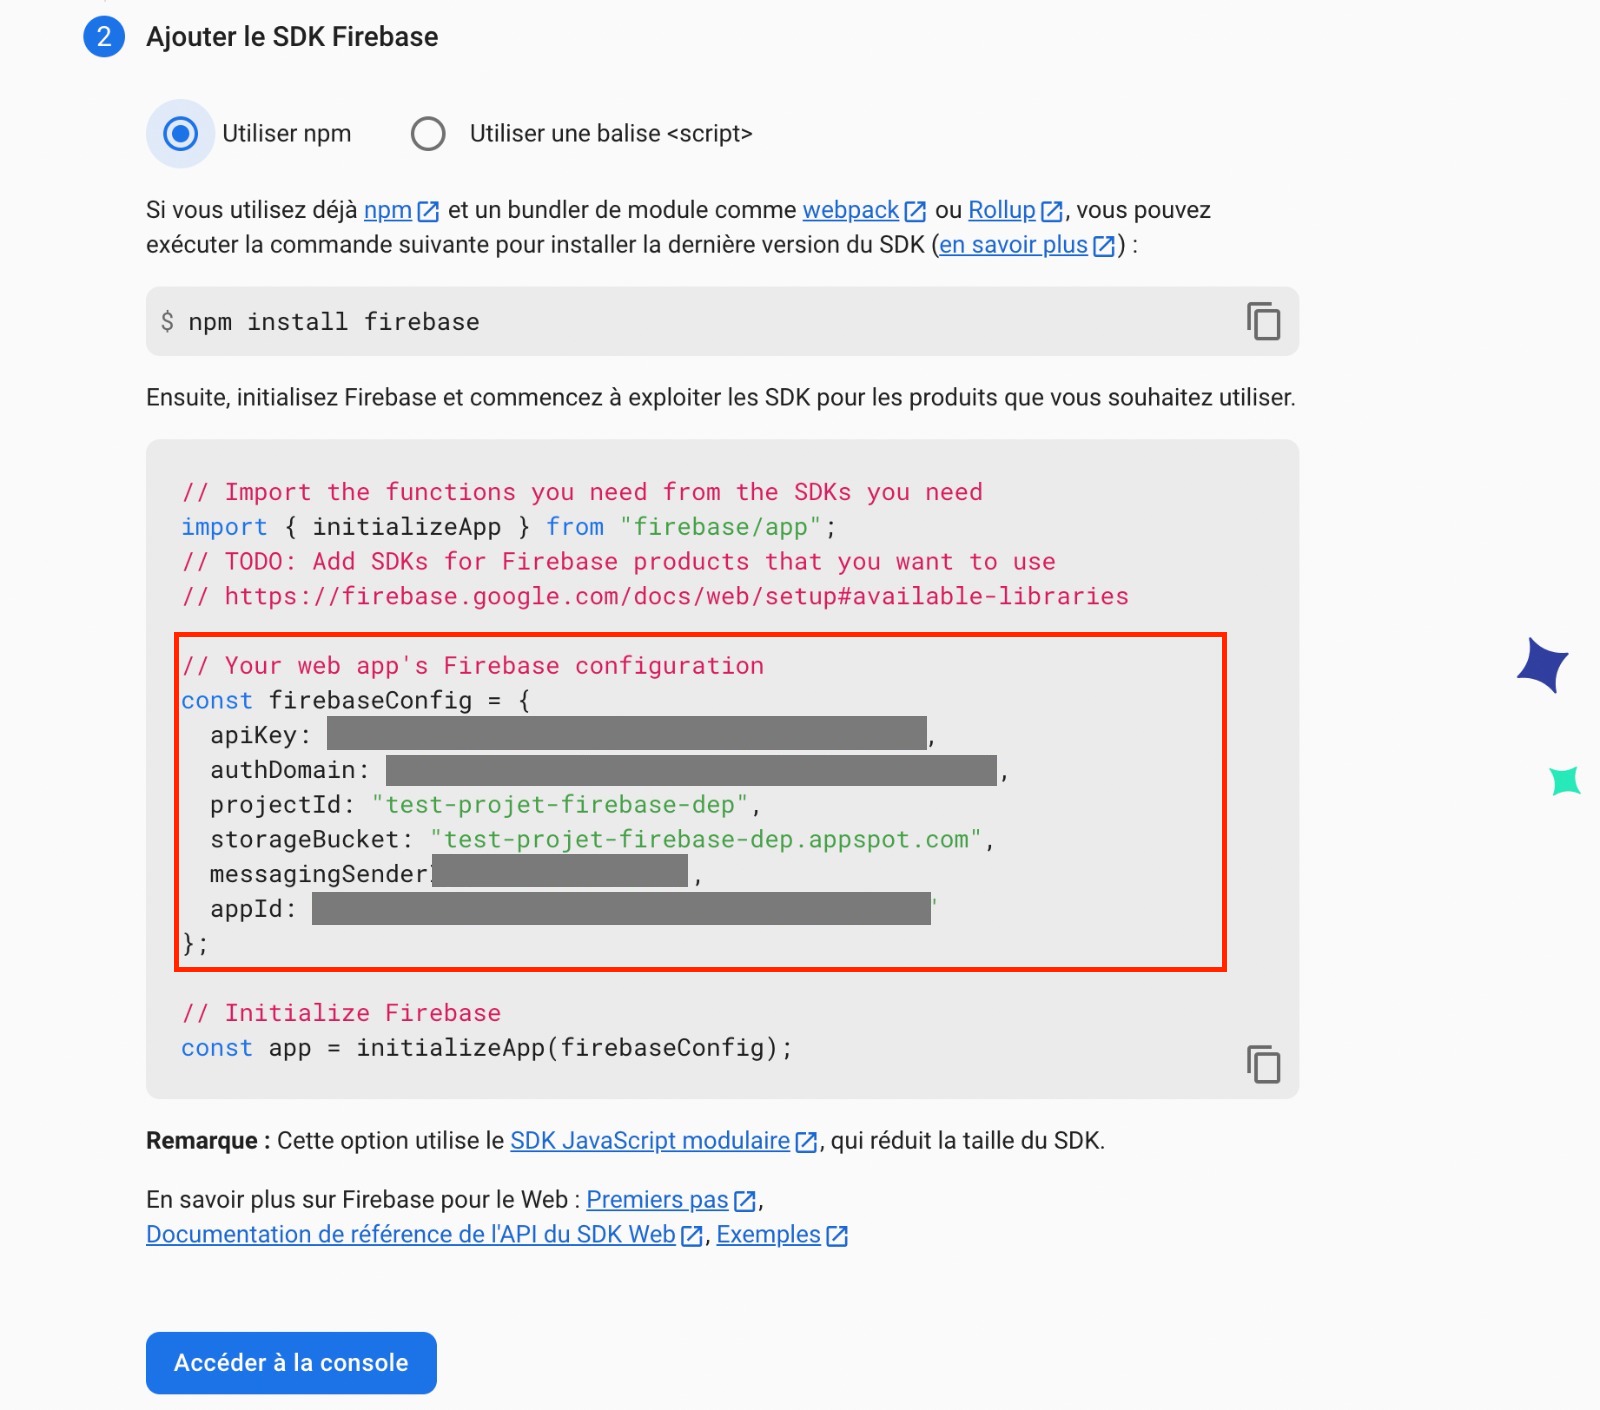 2 Ajouter le SDK Firebase
Utiliser npm Utiliser une balise <script>
Si vous utilisez déjà npm et un bundler de module comme webpack ou Rollup, vous pouvez
exécuter la commande suivante pour installer la dernière version du SDK (en savoir plus) :
$ npm install firebase
Ensuite, initialisez Firebase et commencez à exploiter les SDK pour les produits que vous souhaitez utiliser.
// Import the functions you need from the SDKs you need
import { initializeApp } from "firebase/app";
// TODO: Add SDKs for Firebase products that you want to use
// https://firebase.google.com/docs/web/setup#available-libraries
// Your web app's Firebase configuration
const firebaseConfig = {
apiKey: ,
authDomain: ,
projectId: "test-projet-firebase-dep",
storageBucket: "test-projet-firebase-dep.appspot.com",
messagingSender ,
appId: 
};
// Initialize Firebase
const app = initializeApp(firebaseConfig);
Remarque : Cette option utilise le SDK JavaScript modulaire, qui réduit la taille du SDK.
En savoir plus sur Firebase pour le Web : Premiers pas,
Documentation de référence de l'API du SDK Web, Exemples
Accéder à la console